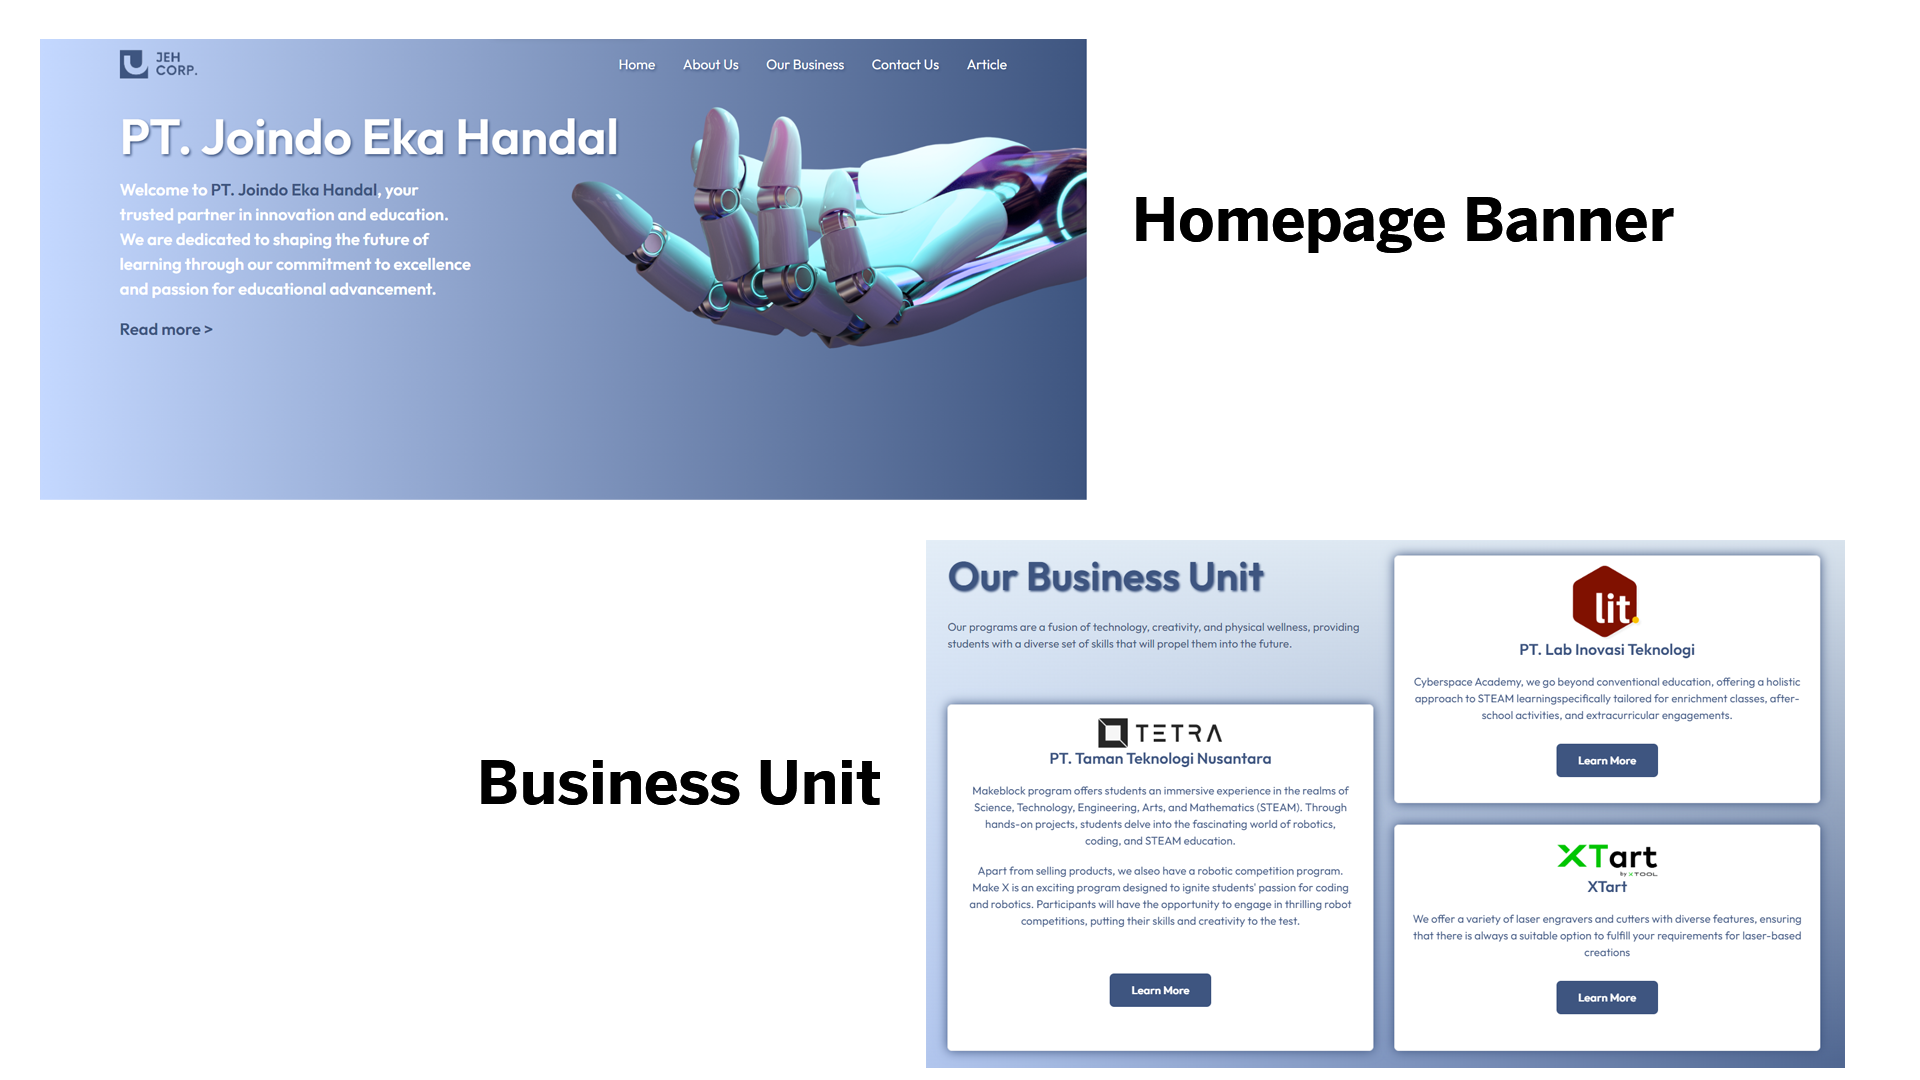 JEH
CORP.
Home About Us Our Business Contact Us Article
PT. Joindo Eka Handal
Welcome to PT. Joindo Eka Handal, your
trusted partner in innovation and education.
We are dedicated to shaping the future of
learning through our commitment to excellence
and passion for educational advancement.
Read more >
Homepage Banner
Business Unit
Our Business Unit
Our programs are a fusion of technology, creativity, and physical wellness, providing
students with a diverse set of skills that will propel them into the future.
TETRA
PT. Taman Teknologi Nusantara
Makeblock program offers students an immersive experience in the realms of
Science, Technology, Engineering, Arts, and Mathematics (STEAM). Through
hands-on projects, students delve into the fascinating world of robotics,
coding, and STEAM education.
Apart from selling products, we alseo have a robotic competition program.
Make X is an exciting program designed to ignite students' passion for coding
and robotics. Participants will have the opportunity to engage in thrilling robot
competitions, putting their skills and creativity to the test.
Learn More
lit.
PT. Lab Inovasi Teknologi
Cyberspace Academy, we go beyond conventional education, offering a holistic
approach to STEAM learningspecifically tailored for enrichment classes, after-
school activities, and extracurricular engagements.
Learn More
XTart
by XTOOL
XTart
We offer a variety of laser engravers and cutters with diverse features, ensuring
that there is always a suitable option to fulfill your requirements for laser-based
creations
Learn More